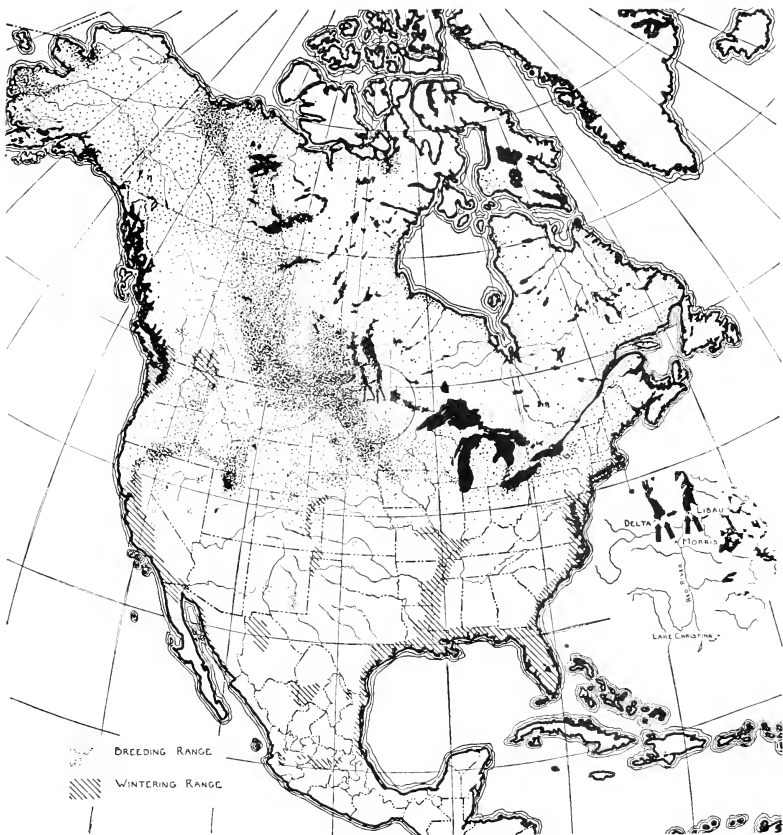 DELTA
LIBAU
MORRIS
RED RIVER
LAKE CHRISTINA
BREEDING RANGE
WINTERING RANGE